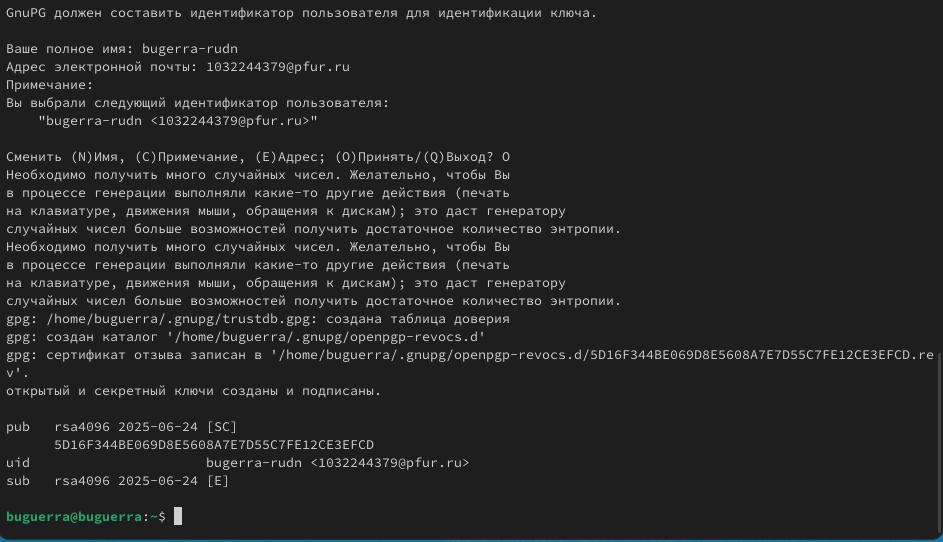 GnuPG должен составить идентификатор пользователя для идентификации ключа.
Ваше полное имя: bugerra-rudn
Адрес электронной почты: 1032244379@pfur.ru
Примечание:
Вы выбрали следующий идентификатор пользователя:
"bugerra-rudn <1032244379@pfur.ru>"
Сменить (N)Имя, (C)Примечание, (E)Адрес; (O)Принять/(Q)Выход? O
Необходимо получить много случайных чисел. Желательно, чтобы Вы
в процессе генерации выполняли какие-то другие действия (печать
на клавиатуре, движения мыши, обращения к дискам); это даст генератору
случайных чисел больше возможностей получить достаточное количество энтропии.
Необходимо получить много случайных чисел. Желательно, чтобы Вы
в процессе генерации выполняли какие-то другие действия (печать
на клавиатуре, движения мыши, обращения к дискам); это даст генератору
случайных чисел больше возможностей получить достаточное количество энтропии.
gpg: /home/buguerra/.gnupg/trustdb.gpg: создана таблица доверия
gpg: создан каталог '/home/buguerra/.gnupg/openpgp-revocs.d'
gpg: сертификат отзыва записан в '/home/buguerra/.gnupg/openpgp-revocs.d/5D16F344BE069D8E5608A7E7D55C7FE12CE3EFCD.re
v'.
открытый и секретный ключи созданы и подписаны.
pub   rsa4096 2025-06-24 [SC]
5D16F344BE069D8E5608A7E7D55C7FE12CE3EFCD
uid                      bugerra-rudn <1032244379@pfur.ru>
sub   rsa4096 2025-06-24 [E]
buguerra@buguerra:~$